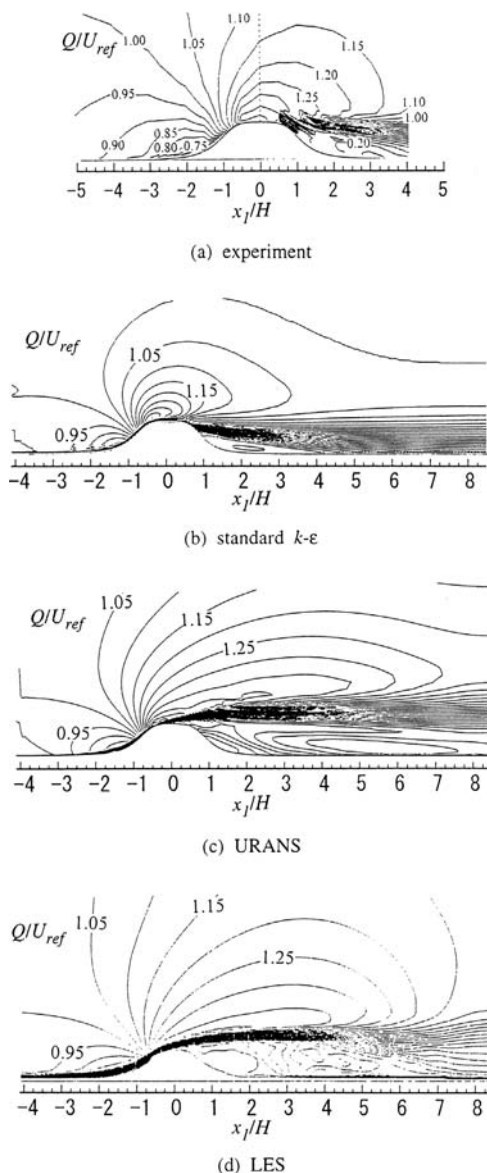 Q/U_ref
1.00
1.05
1.10
1.15
0.95
1.20
1.25
1.10
1.00
0.90
0.85
0.80
0.75
0.20
-5 -4 -3 -2 -1 0 1 2 3 4 5
x_1/H
(a) experiment
Q/U_ref
1.05
1.15
0.95
-4 -3 -2 -1 0 1 2 3 4 5 6 7 8
x_1/H
(b) standard k-ε
1.05
1.15
Q/U_ref
1.25
0.95
-4 -3 -2 -1 0 1 2 3 4 5 6 7 8
x_1/H
(c) URANS
1.05
1.15
Q/U_ref
1.25
0.95
-4 -3 -2 -1 0 1 2 3 4 5 6 7 8
x_1/H
(d) LES